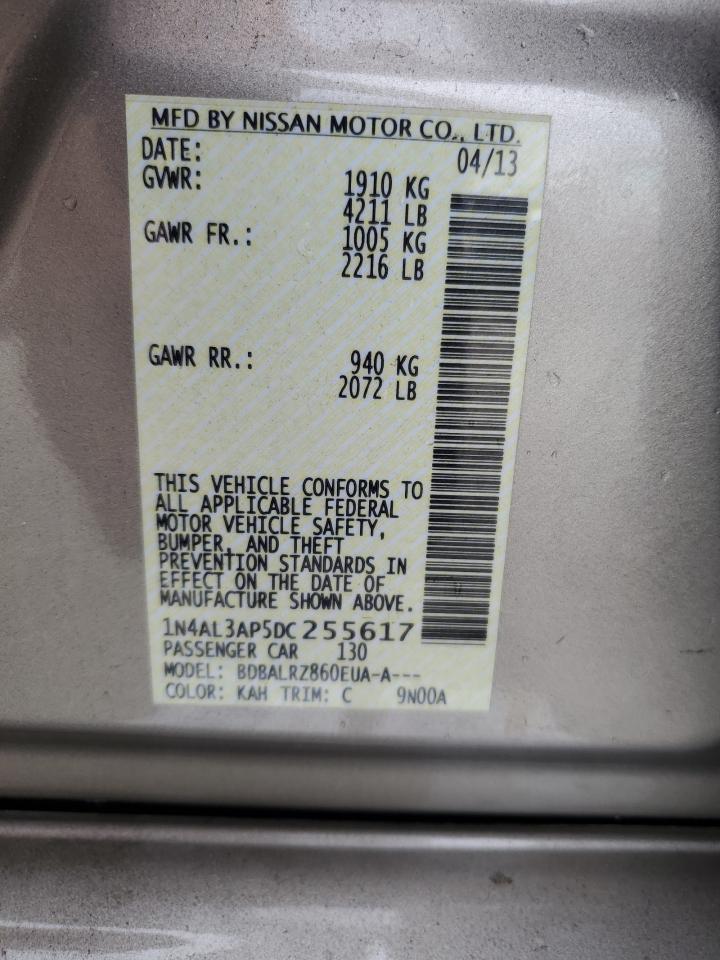 MFD BY NISSAN MOTOR CO., LTD.
DATE: 04/13
GVWR: 1910 KG
4211 LB
GAWR FR.: 1005 KG
2216 LB
GAWR RR.: 940 KG
2072 LB
THIS VEHICLE CONFORMS TO
ALL APPLICABLE FEDERAL
MOTOR VEHICLE SAFETY,
BUMPER, AND THEFT
PREVENTION STANDARDS IN
EFFECT ON THE DATE OF
MANUFACTURE SHOWN ABOVE.
1N4AL3AP5DC255617
PASSENGER CAR 130
MODEL: BDBALRZ860EUA-A---
COLOR: KAH TRIM: C 9N00A